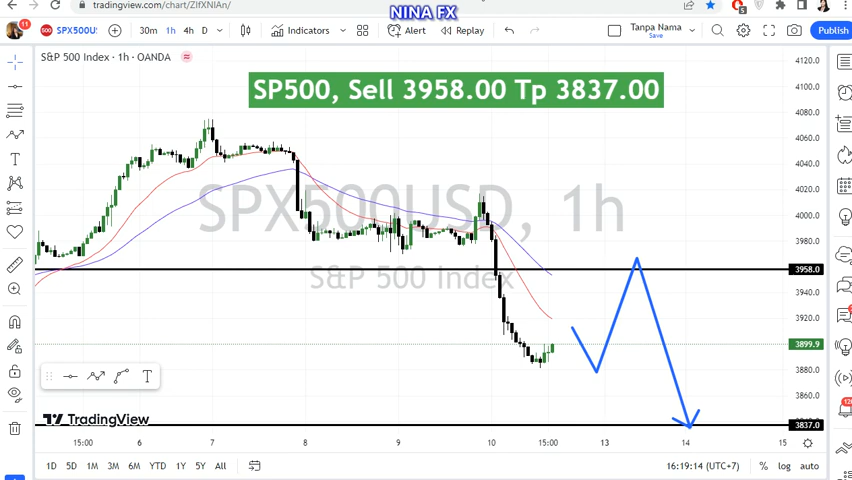 tradingview.com/chart/ZIfXNIAn/
NINA FX
11
SPX500U
30m 1h 4h D
Indicators
Alert
Replay
Tanpa Nama
Save
Publish
S&P 500 Index · 1h · OANDA
SP500, Sell 3958.00 Tp 3837.00
SPX500USD, 1h
S&P 500 Index
4120.0
4100.0
4080.0
4060.0
4040.0
4020.0
4000.0
3980.0
3958.0
3940.0
3920.0
3899.9
3880.0
3860.0
3837.0
T
TradingView
15:00 6 7 8 9 10 15:00 13 14 15
1D 5D 1M 3M 6M YTD 1Y 5Y All
16:19:14 (UTC+7) % log auto